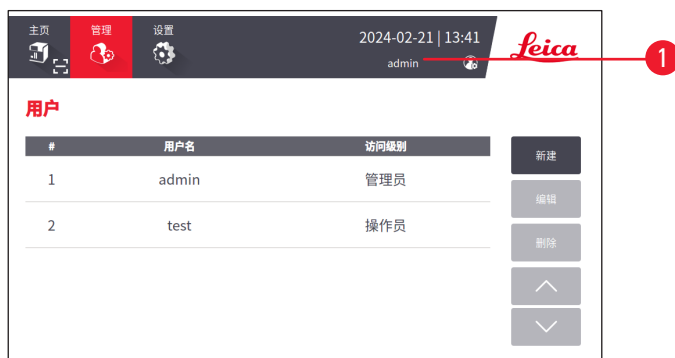 主页 管理 设置 2024-02-21 | 13:41
admin
Leica
1
用户
# 用户名 访问级别
1 admin 管理员
2 test 操作员
新建
编辑
删除